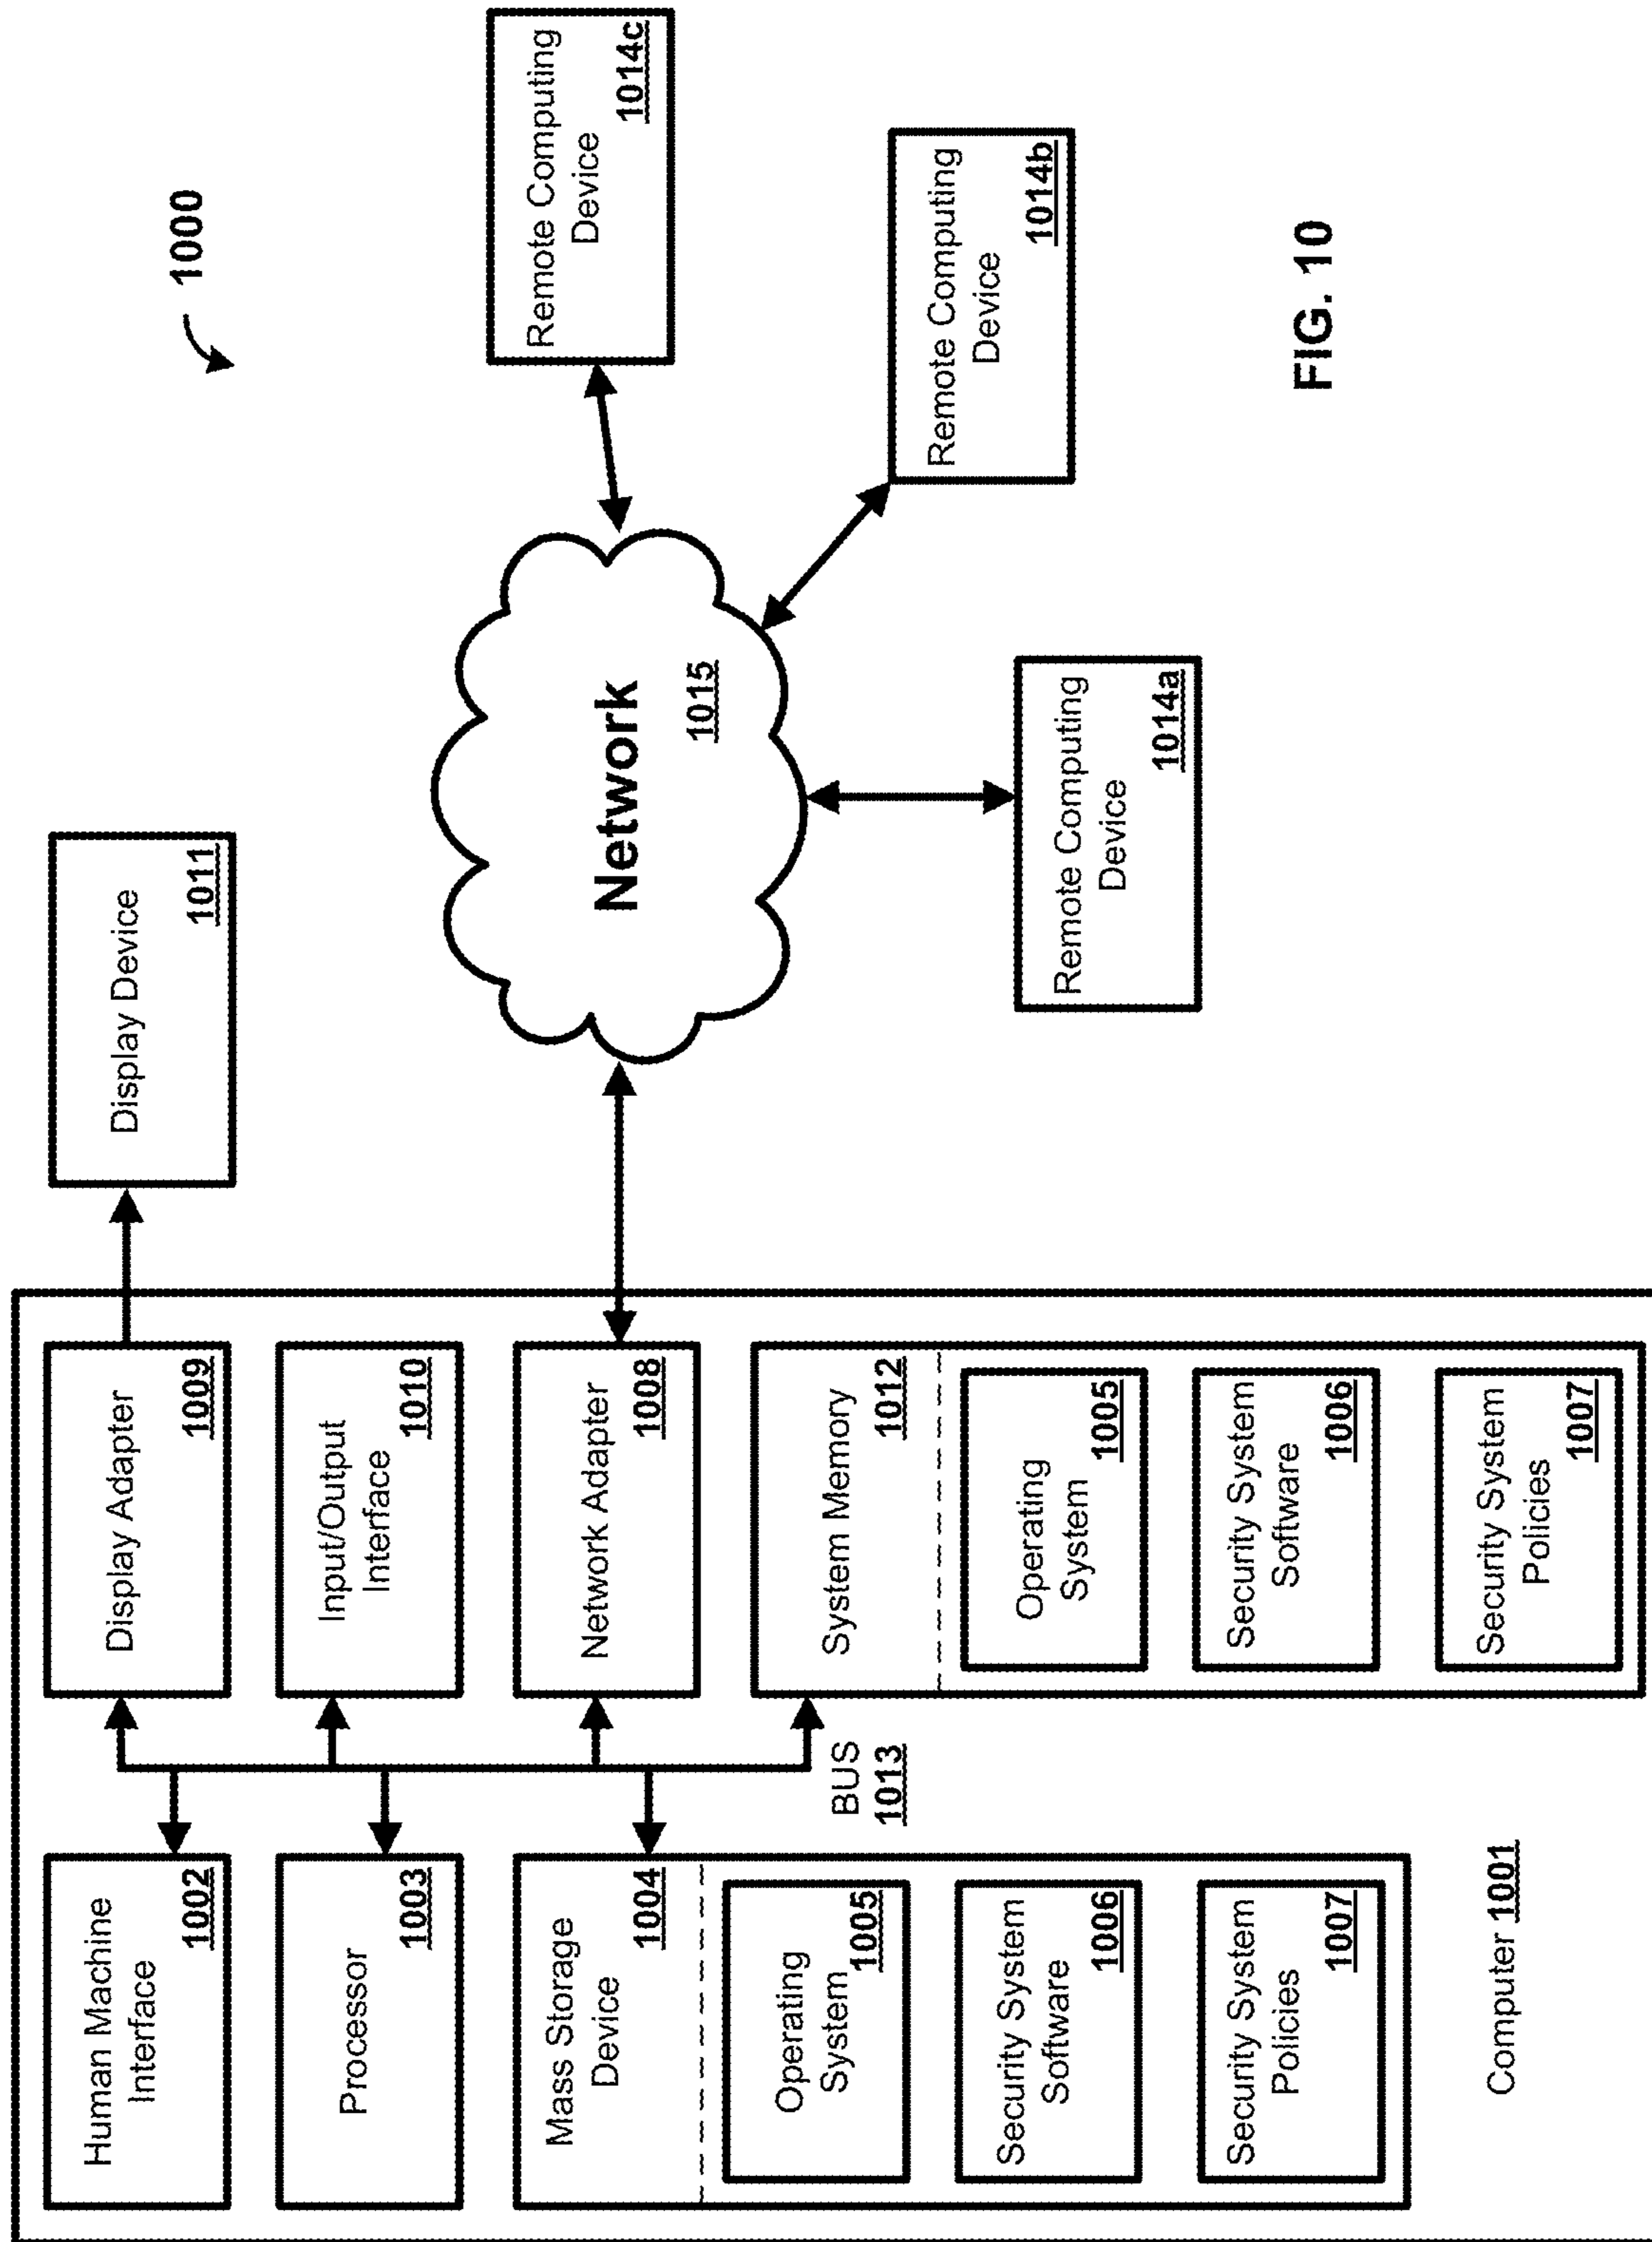 1000
Human Machine
Interface
1002
Processor
1003
Mass Storage
Device
1004
Operating
System
1005
Security System
Software
1006
Security System
Policies
1007
Computer 1001
BUS
1013
Display Adapter
1009
Input/Output
Interface
1010
Network Adapter
1008
System Memory
1012
Operating
System
1005
Security System
Software
1006
Security System
Policies
1007
Display Device
1011
Network
1015
Remote Computing
Device
1014a
Remote Computing
Device
1014b
Remote Computing
Device
1014c
FIG. 10